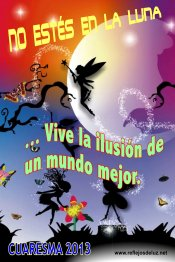 NO ESTÉS EN LA LUNA
... Vive la ilusión de
un mundo mejor.
CUARESMA 2013
www.reflejosdeluz.net